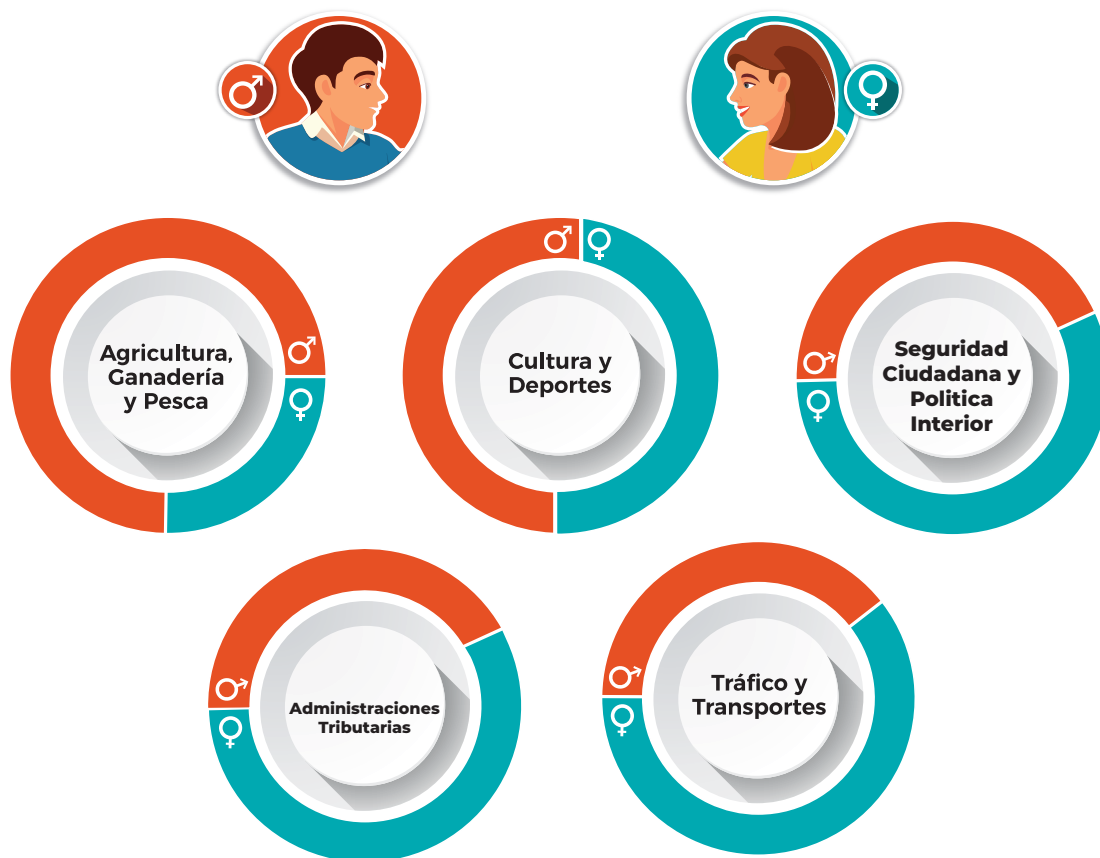 Agricultura,
Ganadería
y Pesca
Cultura y
Deportes
Seguridad
Ciudadana y
Politica
Interior
Administraciones
Tributarias
Tráfico y
Transportes